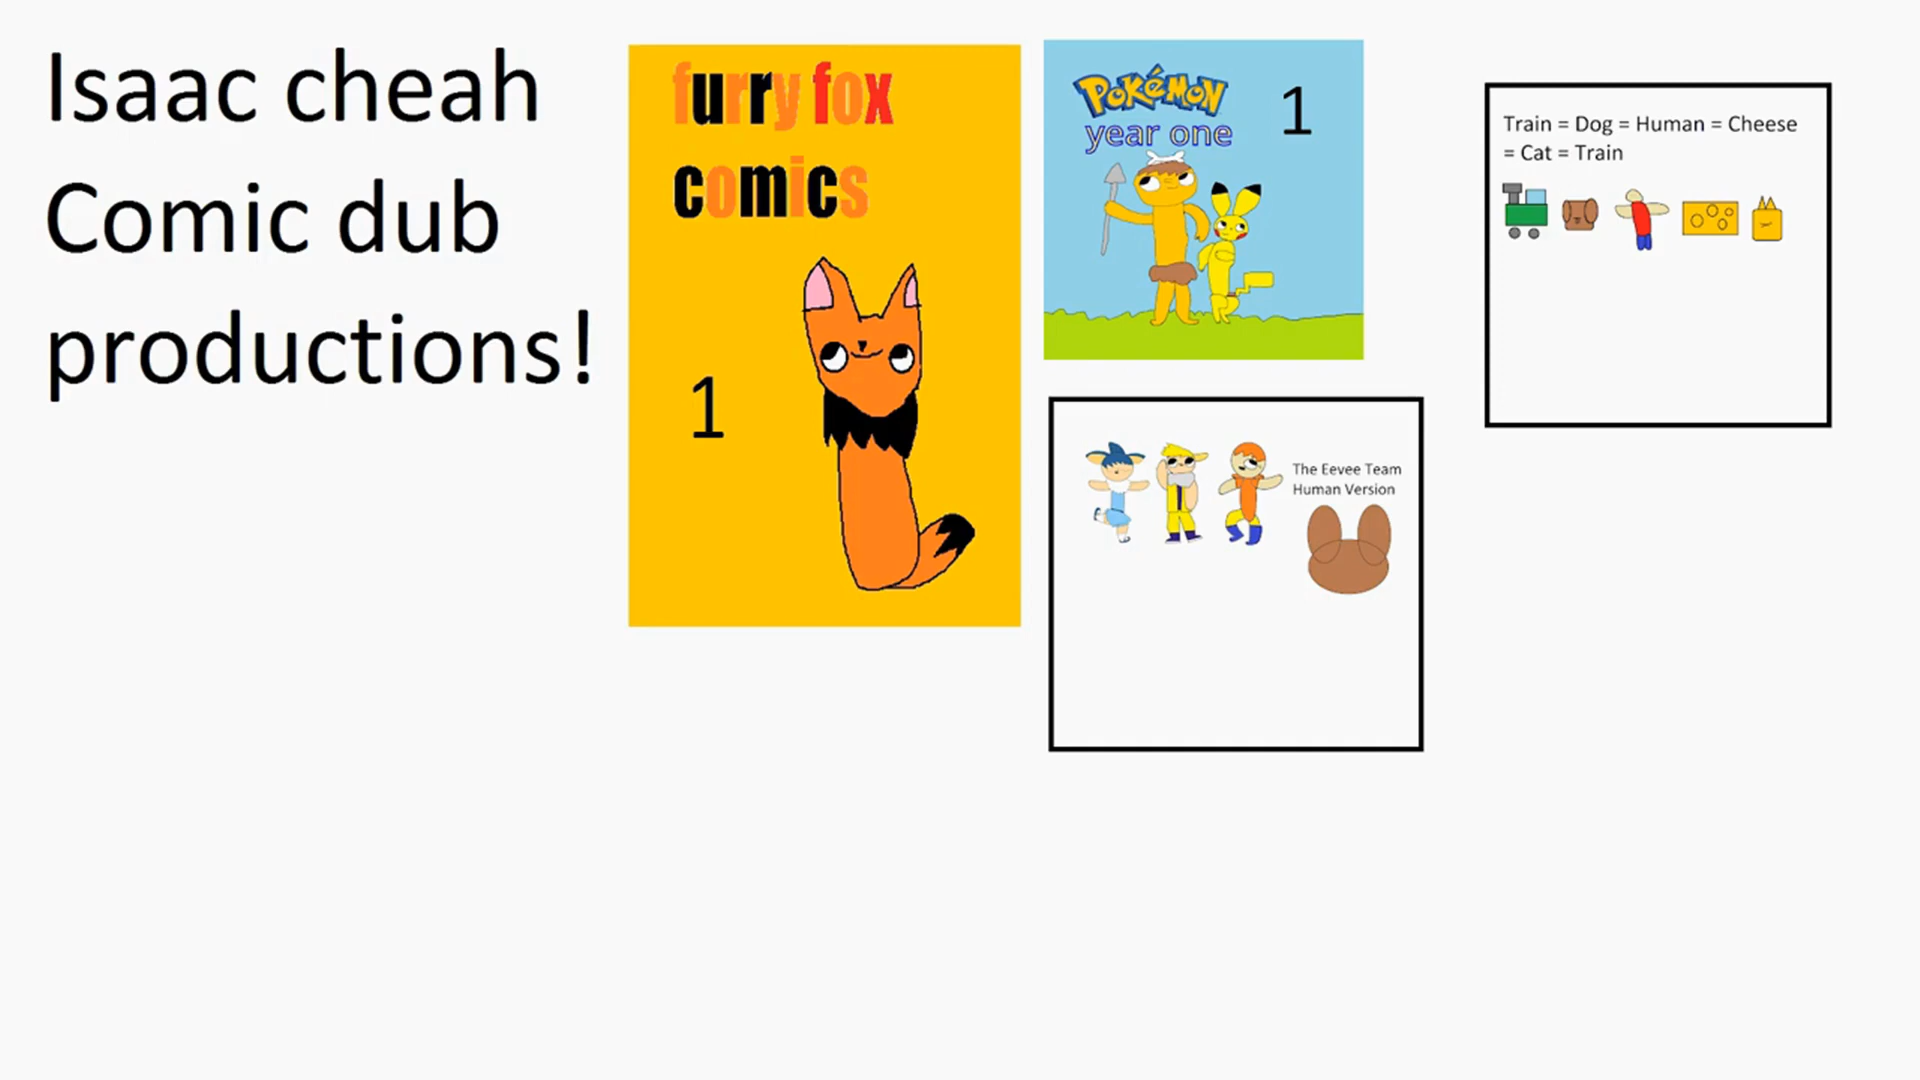 Isaac cheah
Comic dub
productions!
furry fox
comics
1
POKéMON
year one
1
Train = Dog = Human = Cheese
= Cat = Train
The Eevee Team
Human Version